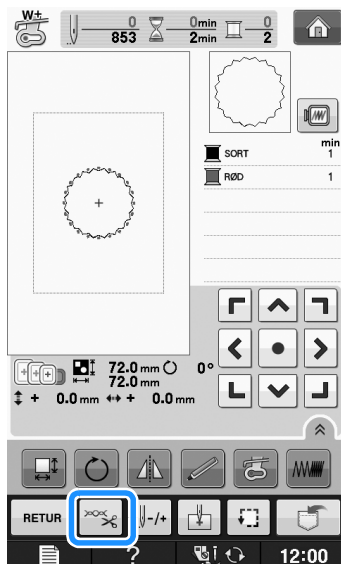 W+
0 0min 0
853 2min 2
min
SORT 1
RØD 1
72.0 mm 0°
72.0 mm
+ 0.0 mm + 0.0 mm
RETUR -/+
? 12:00